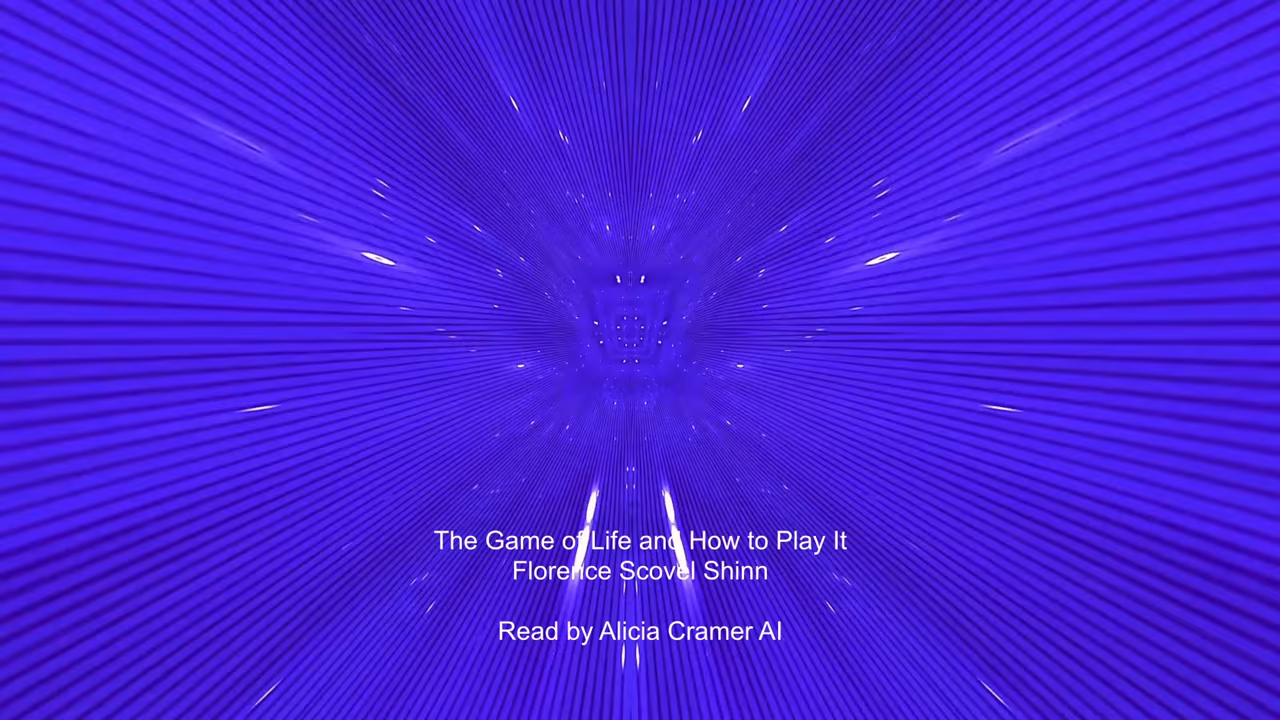 The Game of Life and How to Play It
Florence Scovel Shinn
Read by Alicia Cramer AI